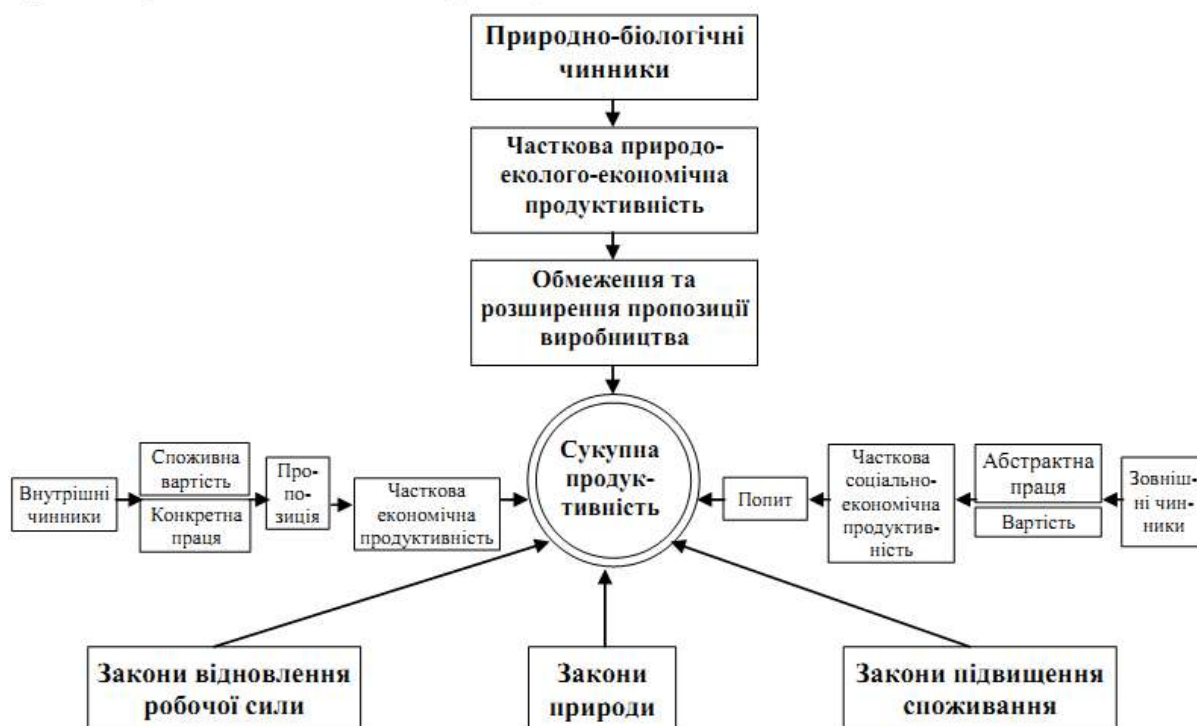 Природно-біологічні
чинники
Часткова природо-
еколого-економічна
продуктивність
Обмеження та
розширення пропозиції
виробництва
Сукупна
продук-
тивність
Внутрішні
чинники
Споживна
вартість
Конкретна
праця
Про-
по-
зиція
Часткова
економічна
продуктивність
Попит
Часткова
соціально-
економічна
продуктив-
ність
Абстрактна
праця
Вартість
Зовніш-
ні чин-
ники
Закони відновлення
робочої сили
Закони
природи
Закони підвищення
споживання